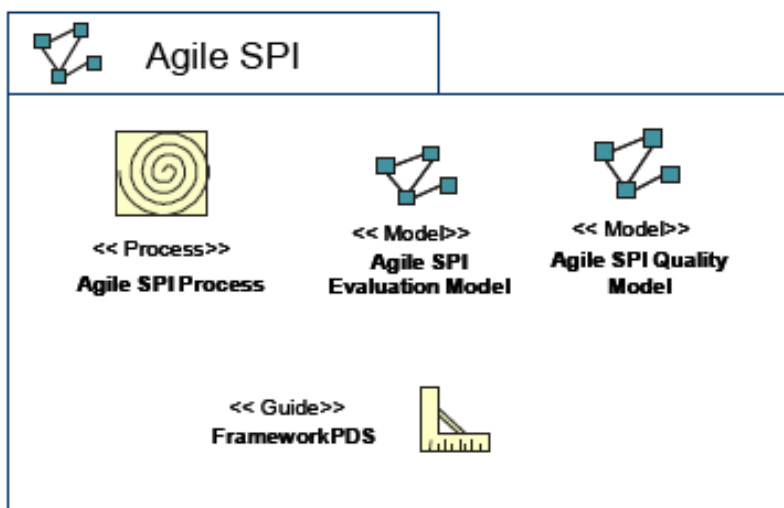 Agile SPI
<< Process>>
Agile SPI Process
<< Model>>
Agile SPI
Evaluation Model
<< Model>>
Agile SPI Quality
Model
<< Guide>>
FrameworkPDS